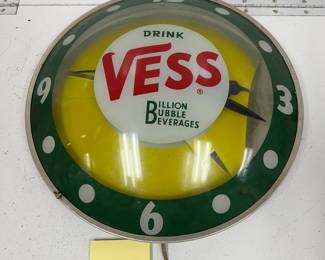 DRINK
VESS®
BILLION
BUBBLE
BEVERAGES
9
3
6